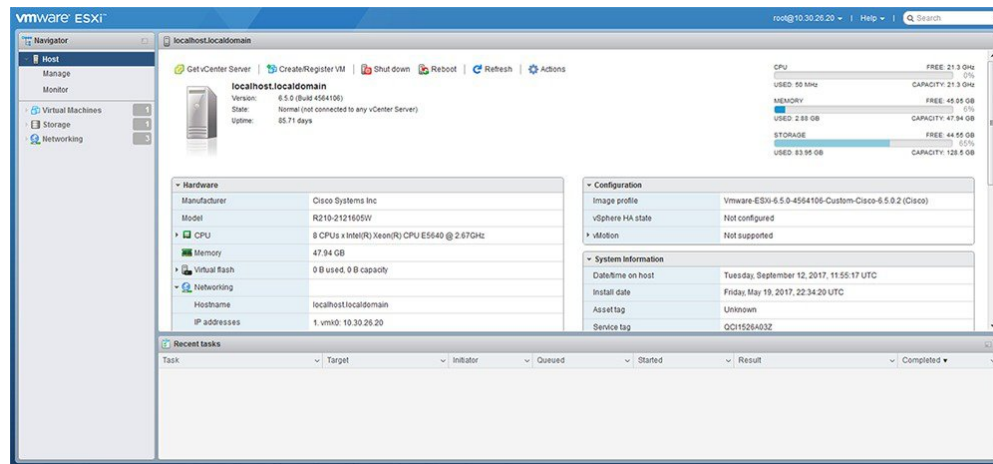 vmware ESXi™
root@10.30.26.20 | Help | Search
Navigator
Host
Manage
Monitor
Virtual Machines 1
Storage 1
Networking 3
localhost.localdomain
Get vCenter Server | Create/Register VM | Shut down Reboot | Refresh | Actions
localhost.localdomain
Version: 6.5.0 (Build 4564106)
State: Normal (not connected to any vCenter Server)
Uptime: 85.71 days
CPU FREE: 21.3 GHz
0%
USED: 50 MHz CAPACITY: 21.3 GHz
MEMORY FREE: 45.05 GB
6%
USED: 2.88 GB CAPACITY: 47.94 GB
STORAGE FREE: 44.55 GB
65%
USED: 83.95 GB CAPACITY: 128.5 GB
Hardware
Manufacturer Cisco Systems Inc
Model R210-2121605W
CPU 8 CPUs x Intel(R) Xeon(R) CPU E5640 @ 2.67GHz
Memory 47.94 GB
Virtual flash 0 B used, 0 B capacity
Networking
Hostname localhost.localdomain
IP addresses 1. vmk0: 10.30.26.20
Configuration
Image profile Vmware-ESXi-6.5.0-4564106-Custom-Cisco-6.5.0.2 (Cisco)
vSphere HA state Not configured
vMotion Not supported
System Information
Date/time on host Tuesday, September 12, 2017, 11:55:17 UTC
Install date Friday, May 19, 2017, 22:34:20 UTC
Asset tag Unknown
Service tag QCI1526A03Z
Recent tasks
Task Target Initiator Queued Started Result Completed